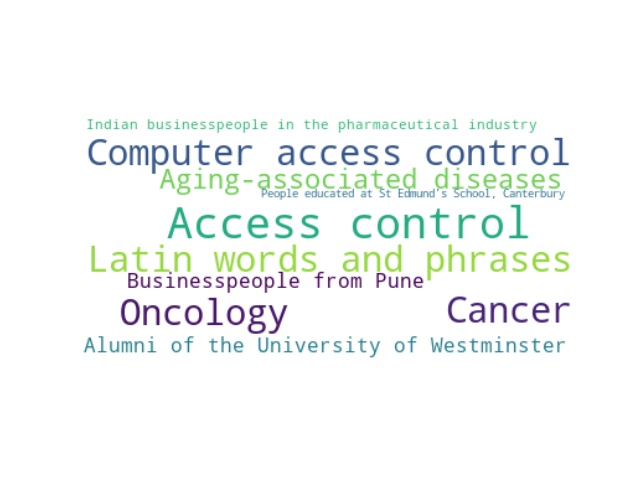 Indian businesspeople in the pharmaceutical industry
Computer access control
Aging-associated diseases
People educated at St Edmund's School, Canterbury
Access control
Latin words and phrases
Businesspeople from Pune
Oncology
Cancer
Alumni of the University of Westminster